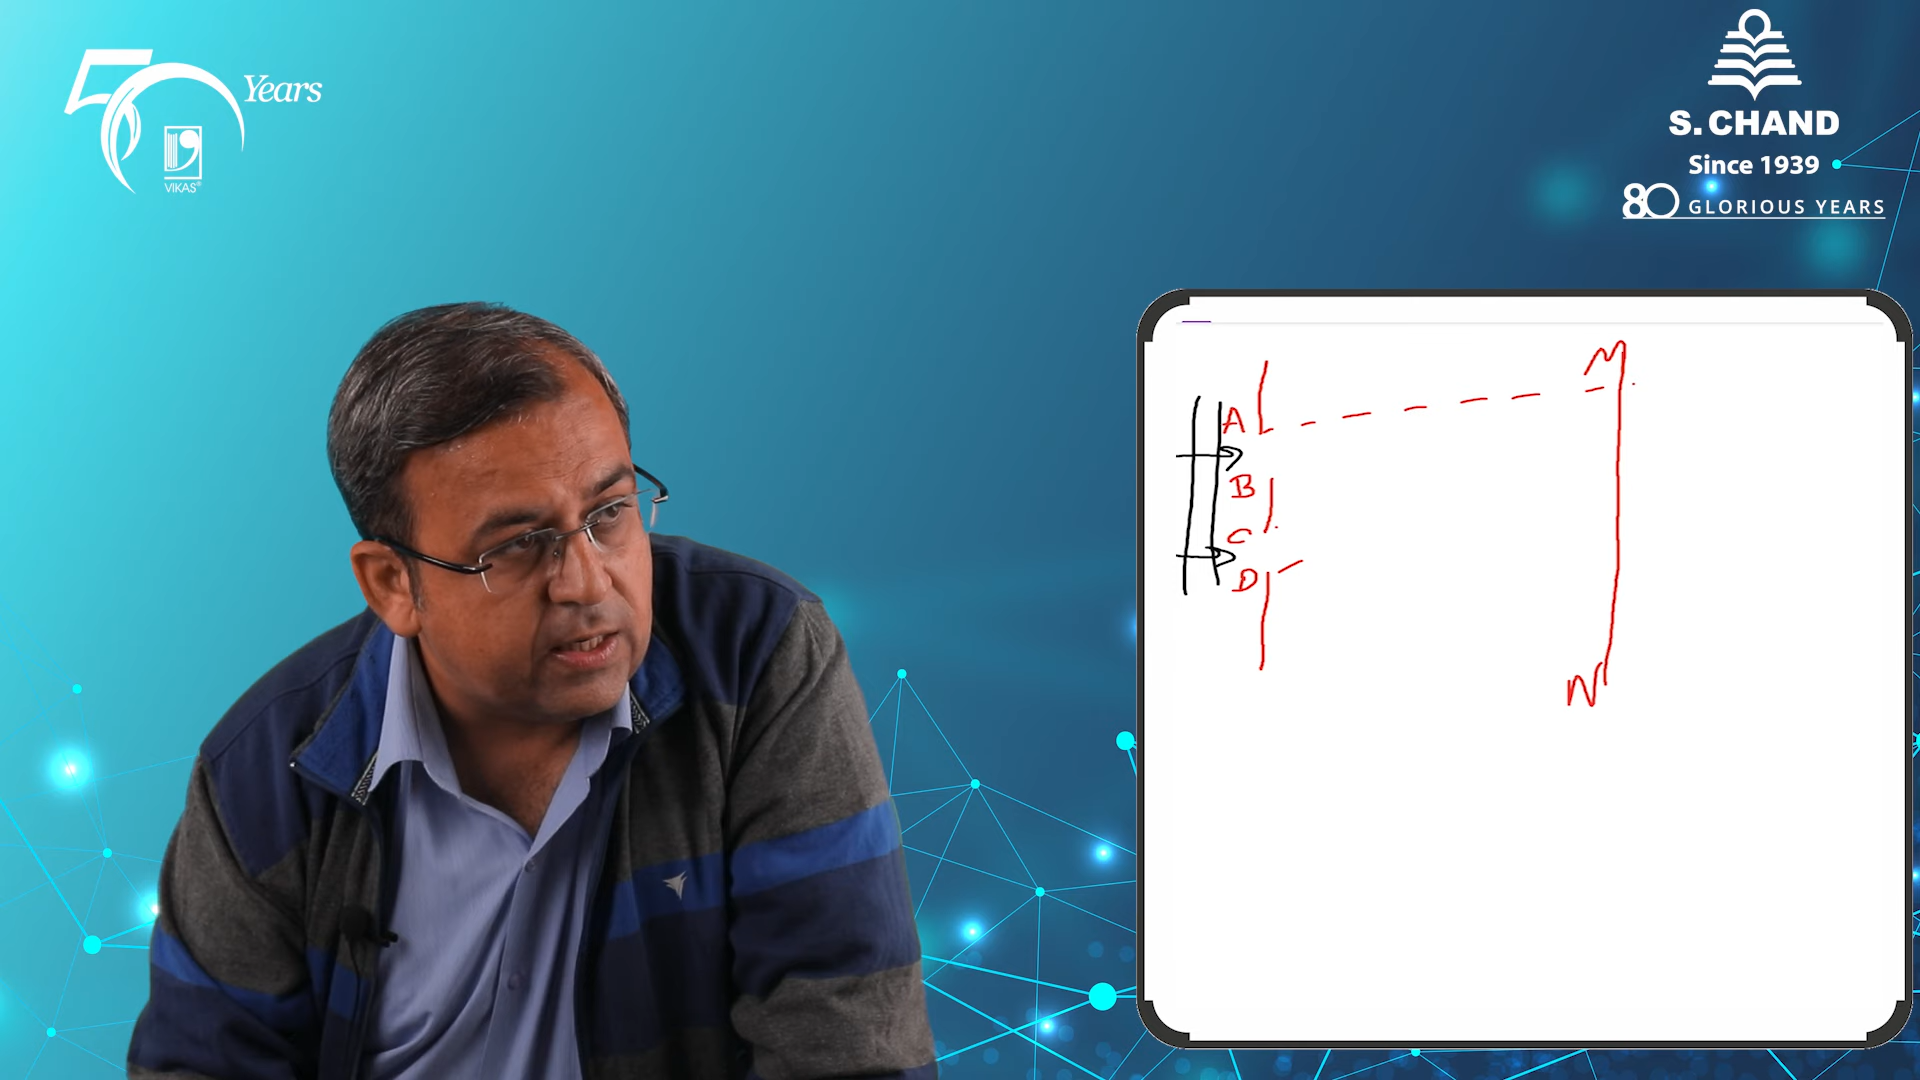 50 Years
VIKAS®
S. CHAND
Since 1939
80 GLORIOUS YEARS
M
A
B
C
D
N